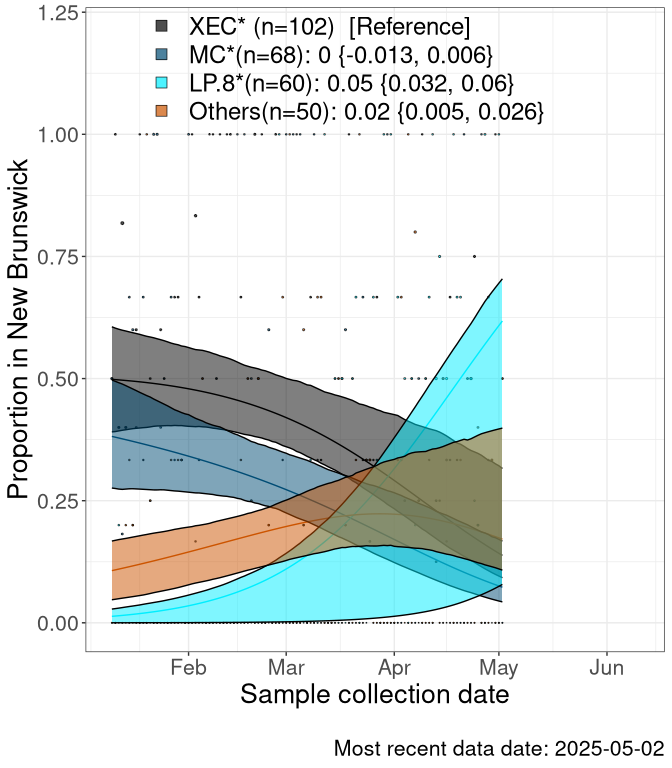 XEC* (n=102)  [Reference]
MC*(n=68): 0 {-0.013, 0.006}
LP.8*(n=60): 0.05 {0.032, 0.06}
Others(n=50): 0.02 {0.005, 0.026}
Proportion in New Brunswick
1.25
1.00
0.75
0.50
0.25
0.00
Feb Mar Apr May Jun
Sample collection date
Most recent data date: 2025-05-02